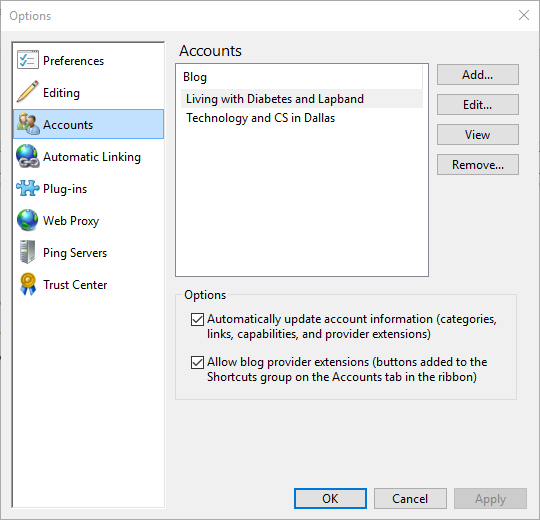 Options
Preferences
Editing
Accounts
Automatic Linking
Plug-ins
Web Proxy
Ping Servers
Trust Center
Accounts
Blog
Living with Diabetes and Lapband
Technology and CS in Dallas
Add...
Edit...
View
Remove...
Options
Automatically update account information (categories,
links, capabilities, and provider extensions)
Allow blog provider extensions (buttons added to the
Shortcuts group on the Accounts tab in the ribbon)
OK
Cancel
Apply